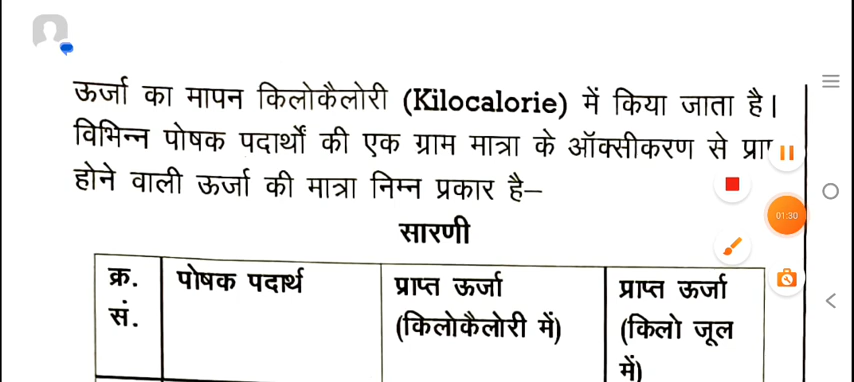 ऊर्जा का मापन किलोकैलोरी (Kilocalorie) में किया जाता है।
विभिन्न पोषक पदार्थों की एक ग्राम मात्रा के ऑक्सीकरण से
होने वाली ऊर्जा की मात्रा निम्न प्रकार है–
सारणी
क्र. सं.
पोषक पदार्थ
प्राप्त ऊर्जा
(किलोकैलोरी में)
प्राप्त ऊर्जा
(किलो जूल
में)
01:30